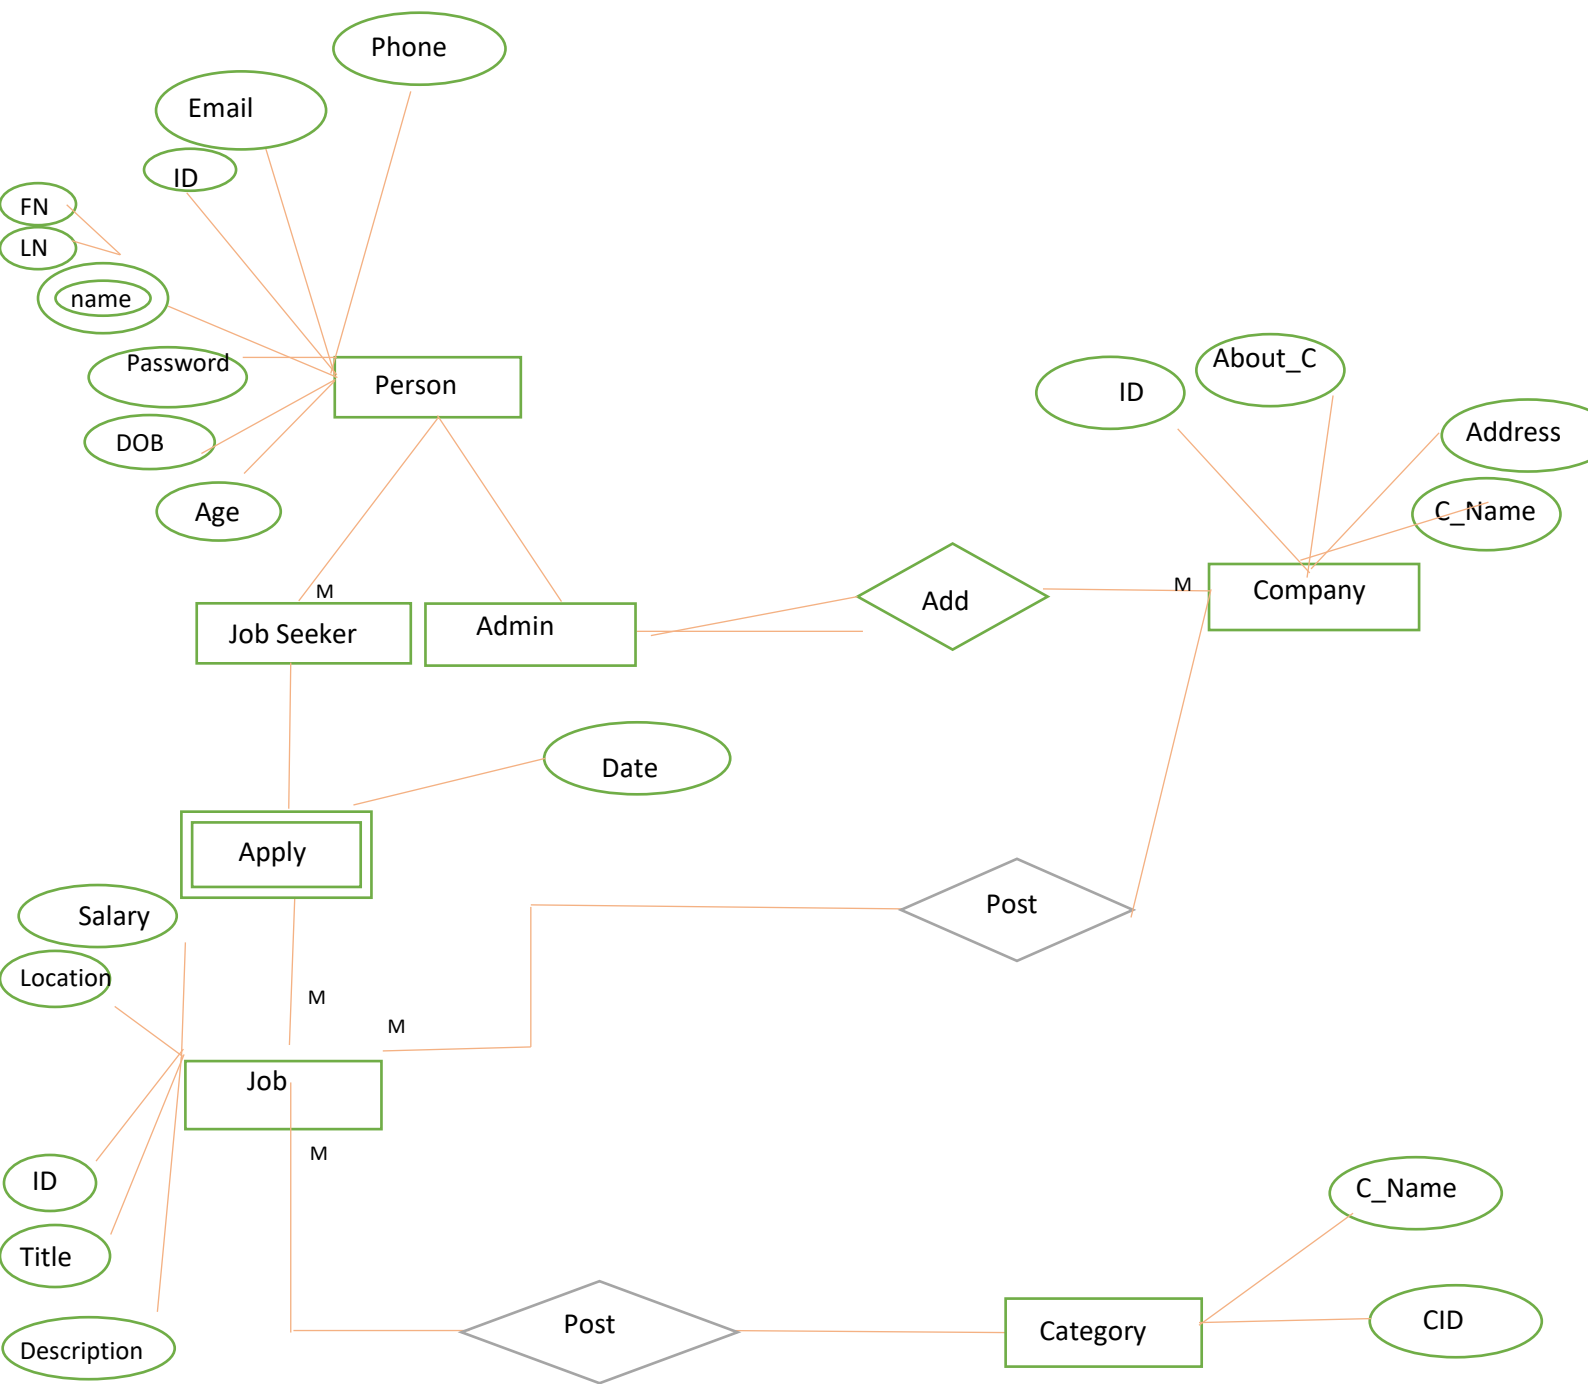 Phone
Email
ID
FN
LN
name
Password
Person
DOB
Age
About_C
ID
Address
C_Name
M
Job Seeker
Admin
Add
M
Company
Date
Apply
Post
Salary
Location
M
M
Job
M
ID
Title
Description
Post
Category
C_Name
CID